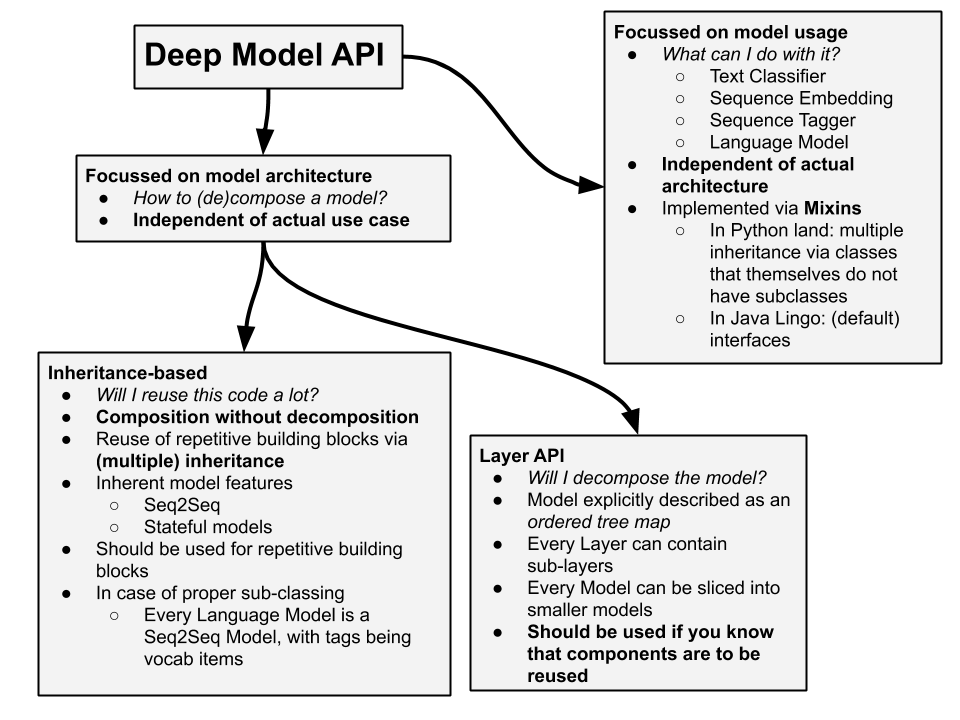 Deep Model API
Focussed on model usage
● What can I do with it?
○ Text Classifier
○ Sequence Embedding
○ Sequence Tagger
○ Language Model
● Independent of actual
architecture
● Implemented via Mixins
○ In Python land: multiple
inheritance via classes
that themselves do not
have subclasses
○ In Java Lingo: (default)
interfaces
Focussed on model architecture
● How to (de)compose a model?
● Independent of actual use case
Inheritance-based
● Will I reuse this code a lot?
● Composition without decomposition
● Reuse of repetitive building blocks via
(multiple) inheritance
● Inherent model features
○ Seq2Seq
○ Stateful models
● Should be used for repetitive building
blocks
● In case of proper sub-classing
○ Every Language Model is a
Seq2Seq Model, with tags being
vocab items
Layer API
● Will I decompose the model?
● Model explicitly described as an
ordered tree map
● Every Layer can contain
sub-layers
● Every Model can be sliced into
smaller models
● Should be used if you know
that components are to be
reused